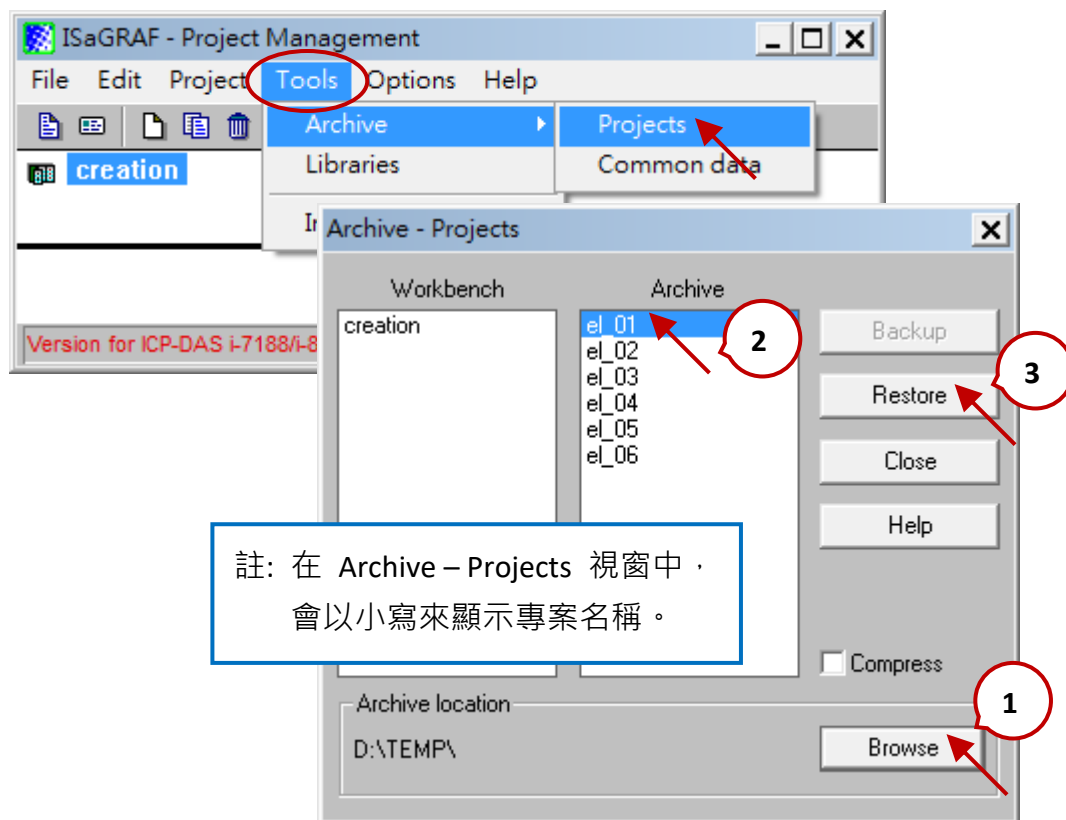 ISaGRAF - Project Management
File Edit Project Tools Options Help
Archive
Projects
Libraries
Common data
creation
Version for ICP-DAS i-7188/i-8
Archive - Projects
Workbench
Archive
creation
el_01
el_02
el_03
el_04
el_05
el_06
Backup
Restore
Close
Help
2
3
註: 在 Archive – Projects 視窗中，
會以小寫來顯示專案名稱。
Compress
1
Archive location
D:\TEMP\
Browse